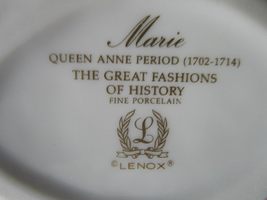 Marie
QUEEN ANNE PERIOD (1702-1714)
THE GREAT FASHIONS
OF HISTORY
FINE PORCELAIN
L
©LENOX®